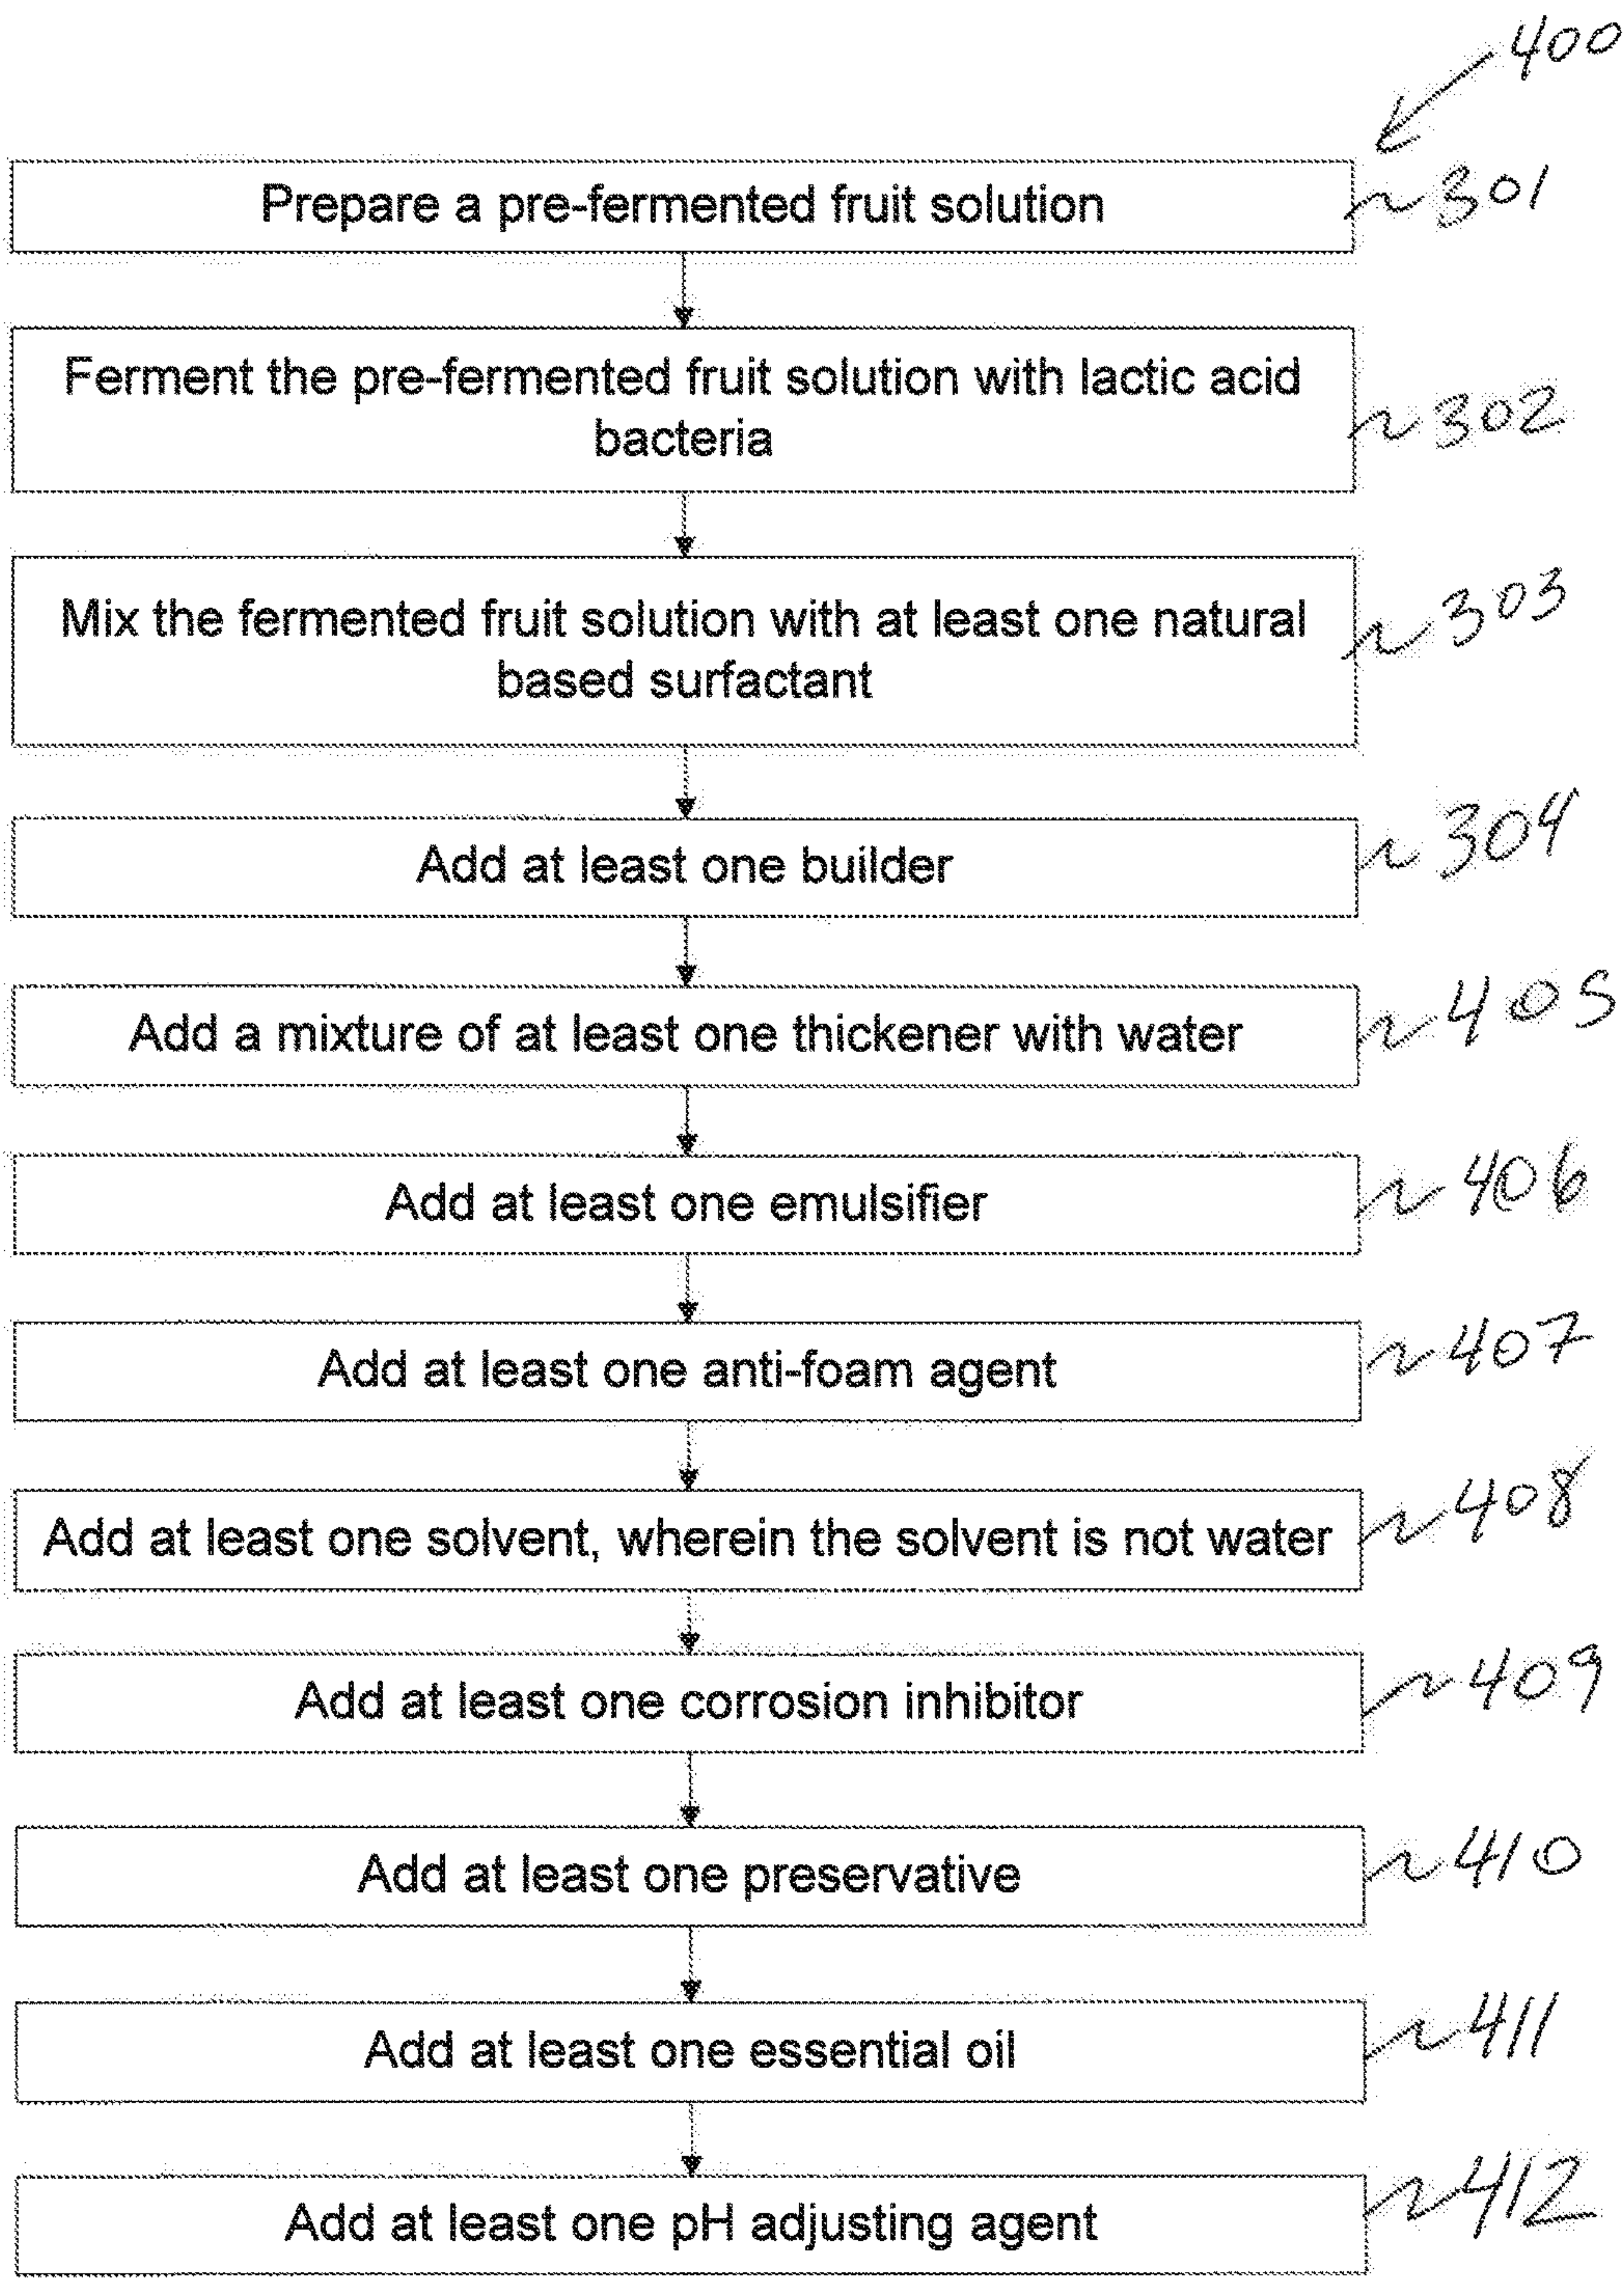 400
Prepare a pre-fermented fruit solution
301
Ferment the pre-fermented fruit solution with lactic acid
bacteria
302
Mix the fermented fruit solution with at least one natural
based surfactant
303
Add at least one builder
304
Add a mixture of at least one thickener with water
405
Add at least one emulsifier
406
Add at least one anti-foam agent
407
Add at least one solvent, wherein the solvent is not water
408
Add at least one corrosion inhibitor
409
Add at least one preservative
410
Add at least one essential oil
411
Add at least one pH adjusting agent
412